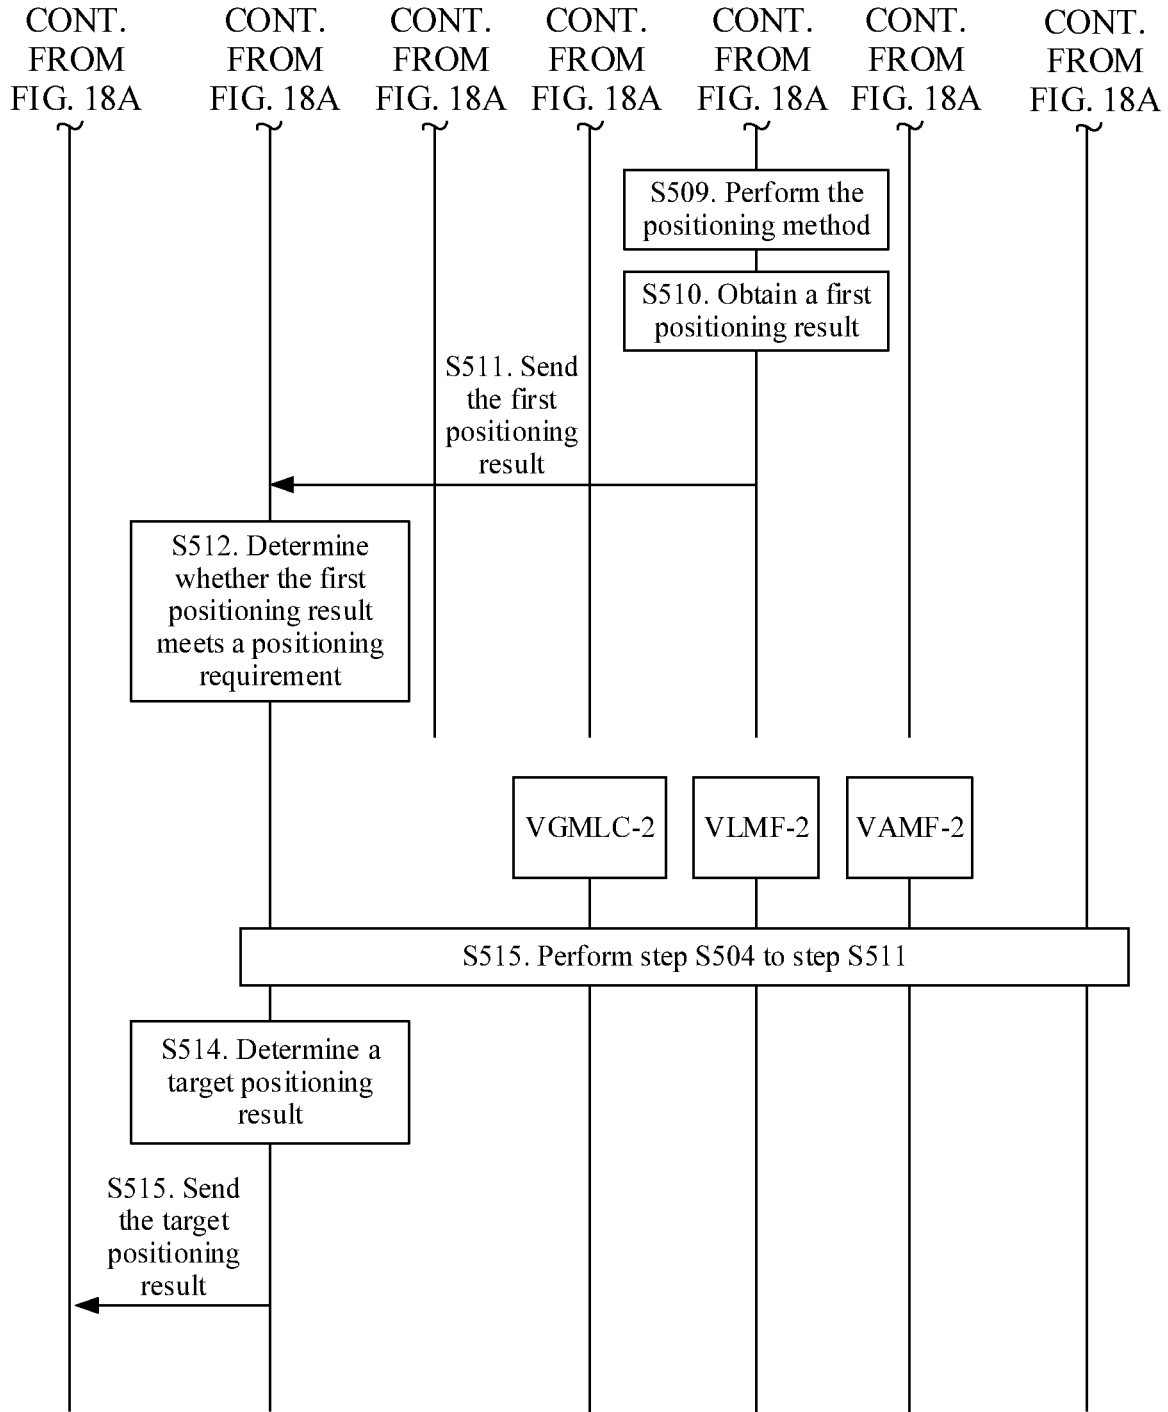 CONT.
FROM
FIG. 18A
CONT.
FROM
FIG. 18A
CONT.
FROM
FIG. 18A
CONT.
FROM
FIG. 18A
CONT.
FROM
FIG. 18A
CONT.
FROM
FIG. 18A
CONT.
FROM
FIG. 18A
S509. Perform the
positioning method
S510. Obtain a first
positioning result
S511. Send
the first
positioning
result
S512. Determine
whether the first
positioning result
meets a positioning
requirement
VGMLC-2
VLMF-2
VAMF-2
S515. Perform step S504 to step S511
S514. Determine a
target positioning
result
S515. Send
the target
positioning
result